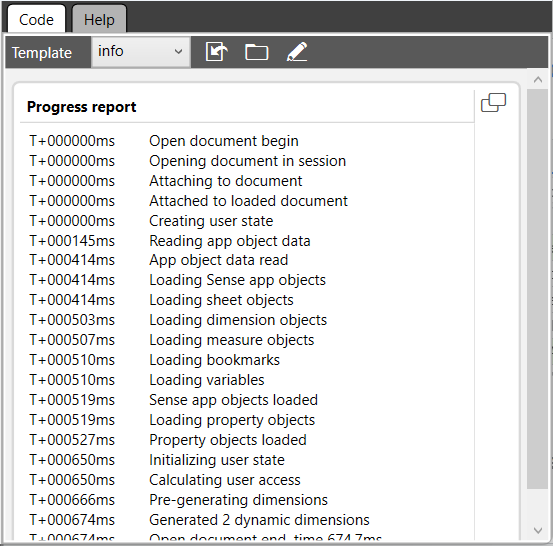 Code Help
Template info
Progress report
T+000000ms Open document begin
T+000000ms Opening document in session
T+000000ms Attaching to document
T+000000ms Attached to loaded document
T+000000ms Creating user state
T+000145ms Reading app object data
T+000414ms App object data read
T+000414ms Loading Sense app objects
T+000414ms Loading sheet objects
T+000503ms Loading dimension objects
T+000507ms Loading measure objects
T+000510ms Loading bookmarks
T+000510ms Loading variables
T+000519ms Sense app objects loaded
T+000519ms Loading property objects
T+000527ms Property objects loaded
T+000650ms Initializing user state
T+000650ms Calculating user access
T+000666ms Pre-generating dimensions
T+000674ms Generated 2 dynamic dimensions
T+000674ms Open document end, time 674.7ms